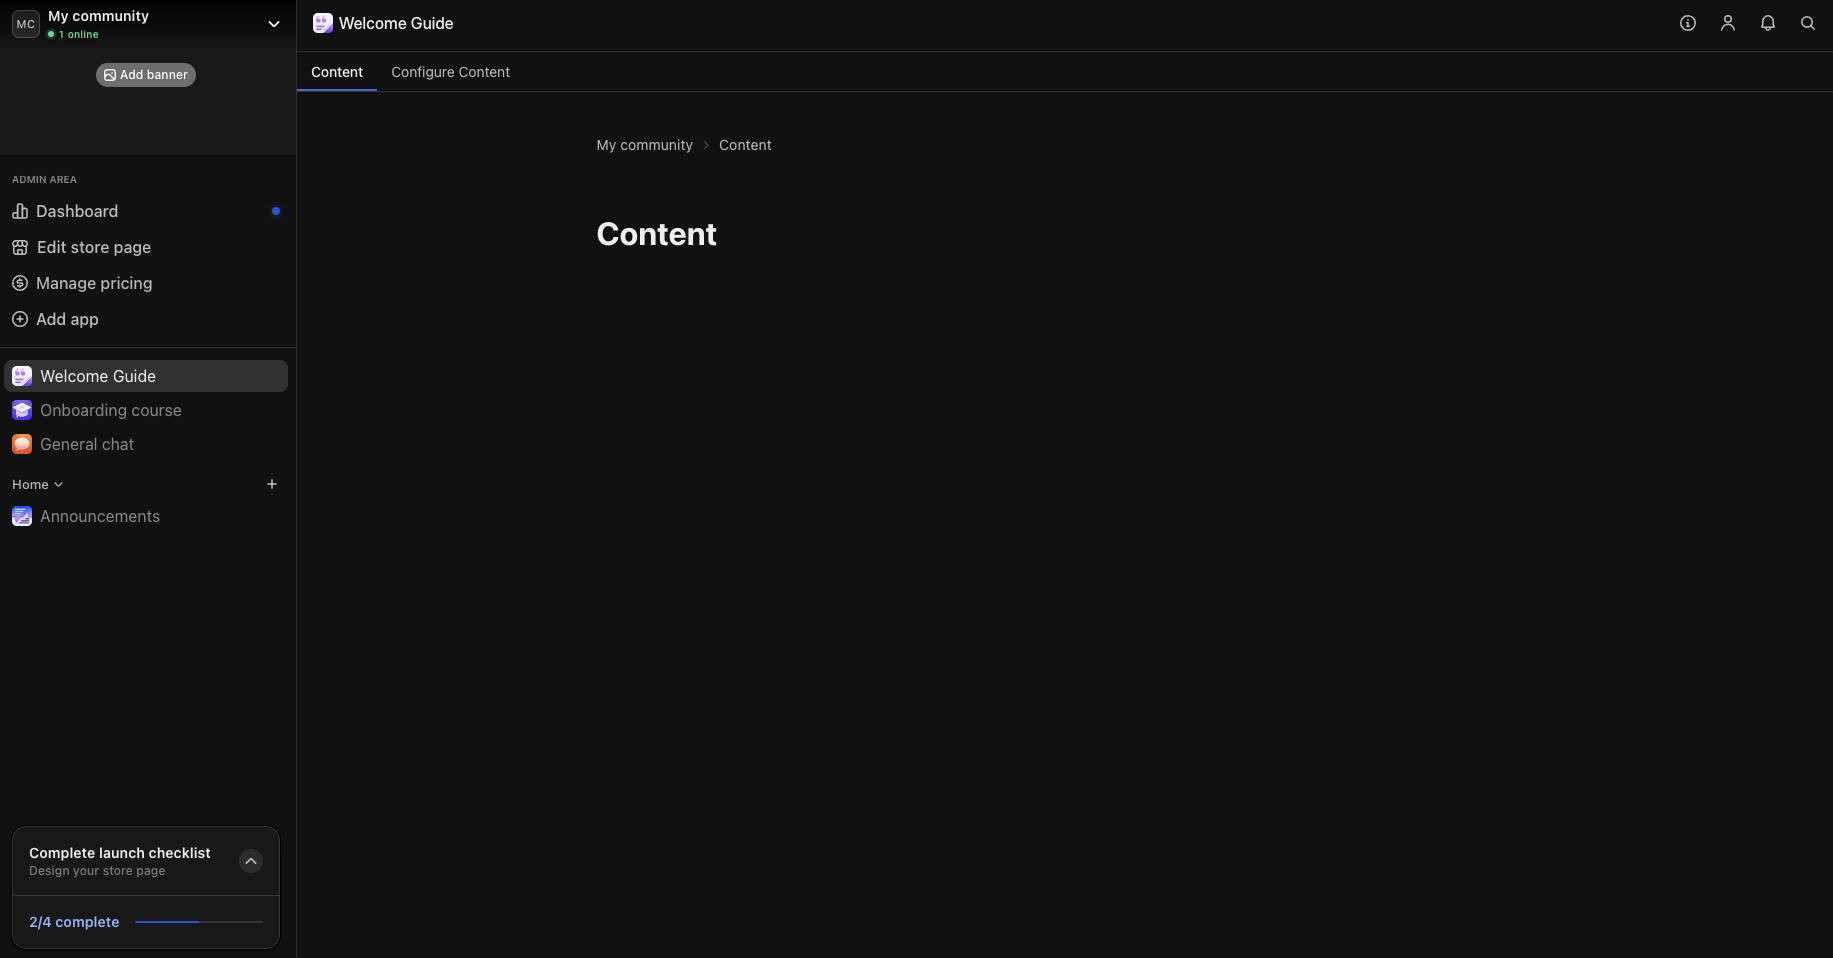 MC
My community
1 online
Add banner
ADMIN AREA
Dashboard
Edit store page
Manage pricing
Add app
Welcome Guide
Onboarding course
General chat
Home
Announcements
Complete launch checklist
Design your store page
2/4 complete
Welcome Guide
Content
Configure Content
My community > Content
Content